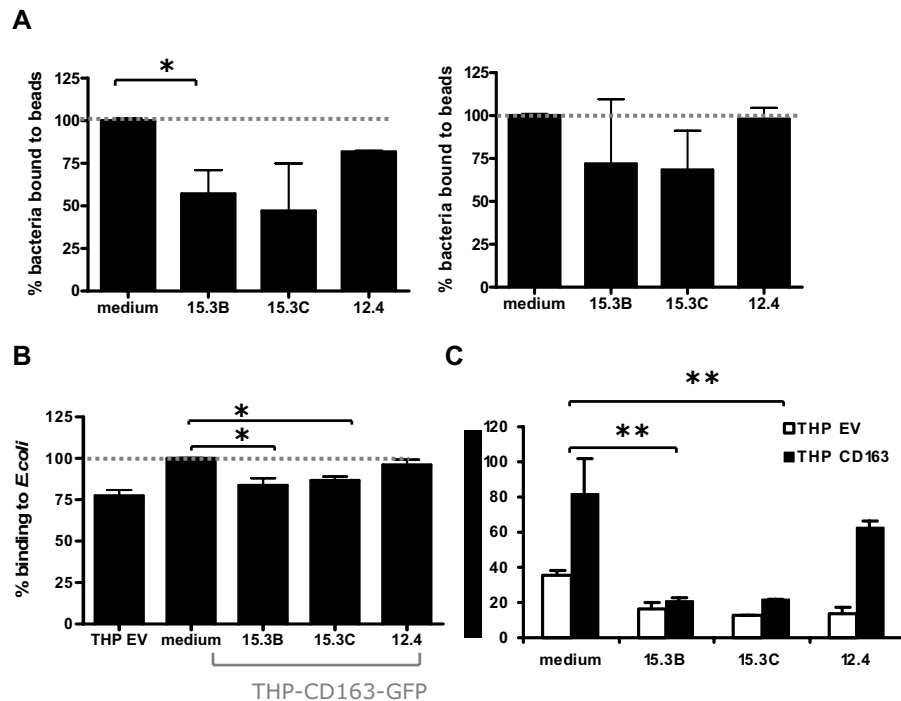 A
*
% bacteria bound to beads
125
100
75
50
25
0
medium 15.3B 15.3C 12.4
% bacteria bound to beads
125
100
75
50
25
0
medium 15.3B 15.3C 12.4
B
*
*
% binding to E.coli
125
100
75
50
25
0
THP EV medium 15.3B 15.3C 12.4
THP-CD163-GFP
C
**
**
THP EV
THP CD163
120
100
80
60
40
20
0
medium 15.3B 15.3C 12.4